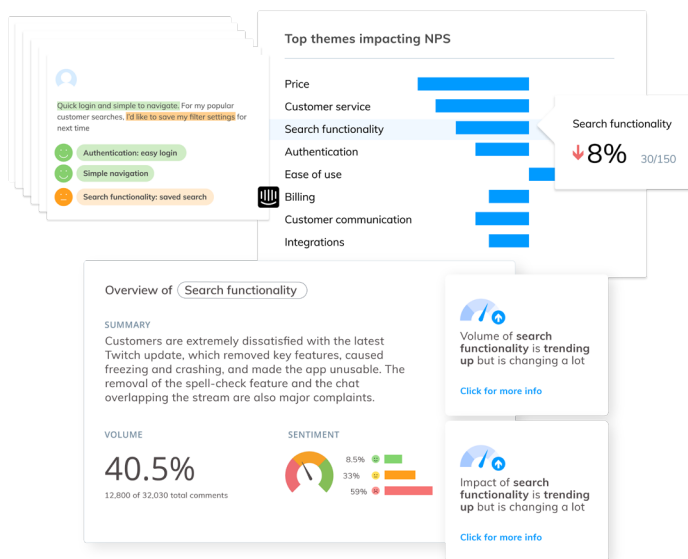 Top themes impacting NPS
Price
Customer service
Search functionality
Authentication
Ease of use
Billing
Customer communication
Integrations
Search functionality
8% 30/150
Quick login and simple to navigate. For my popular
customer searches, I'd like to save my filter settings for
next time
Authentication: easy login
Simple navigation
Search functionality: saved search
Overview of Search functionality
SUMMARY
Customers are extremely dissatisfied with the latest
Twitch update, which removed key features, caused
freezing and crashing, and made the app unusable. The
removal of the spell-check feature and the chat
overlapping the stream are also major complaints.
VOLUME
40.5%
12,800 of 32,030 total comments
SENTIMENT
8.5%
33%
59%
Volume of search
functionality is trending
up but is changing a lot
Click for more info
Impact of search
functionality is trending
up but is changing a lot
Click for more info